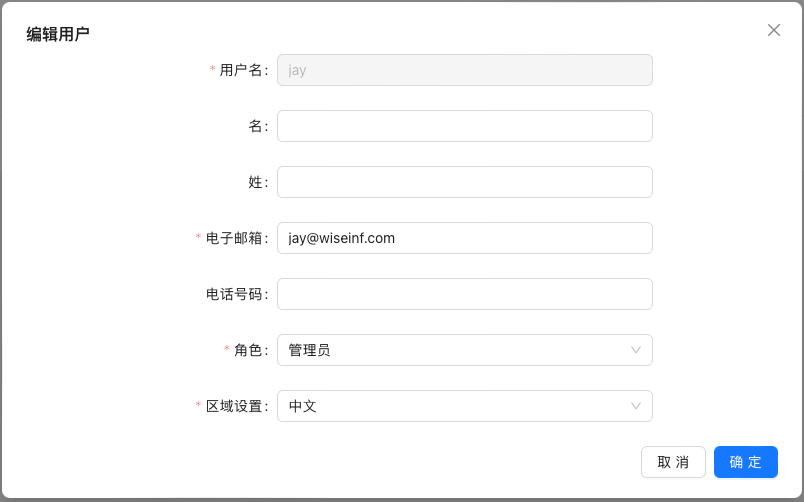 编辑用户
* 用户名: jay
名:
姓:
* 电子邮箱: jay@wiseinf.com
电话号码:
* 角色: 管理员
* 区域设置: 中文
取 消 确 定